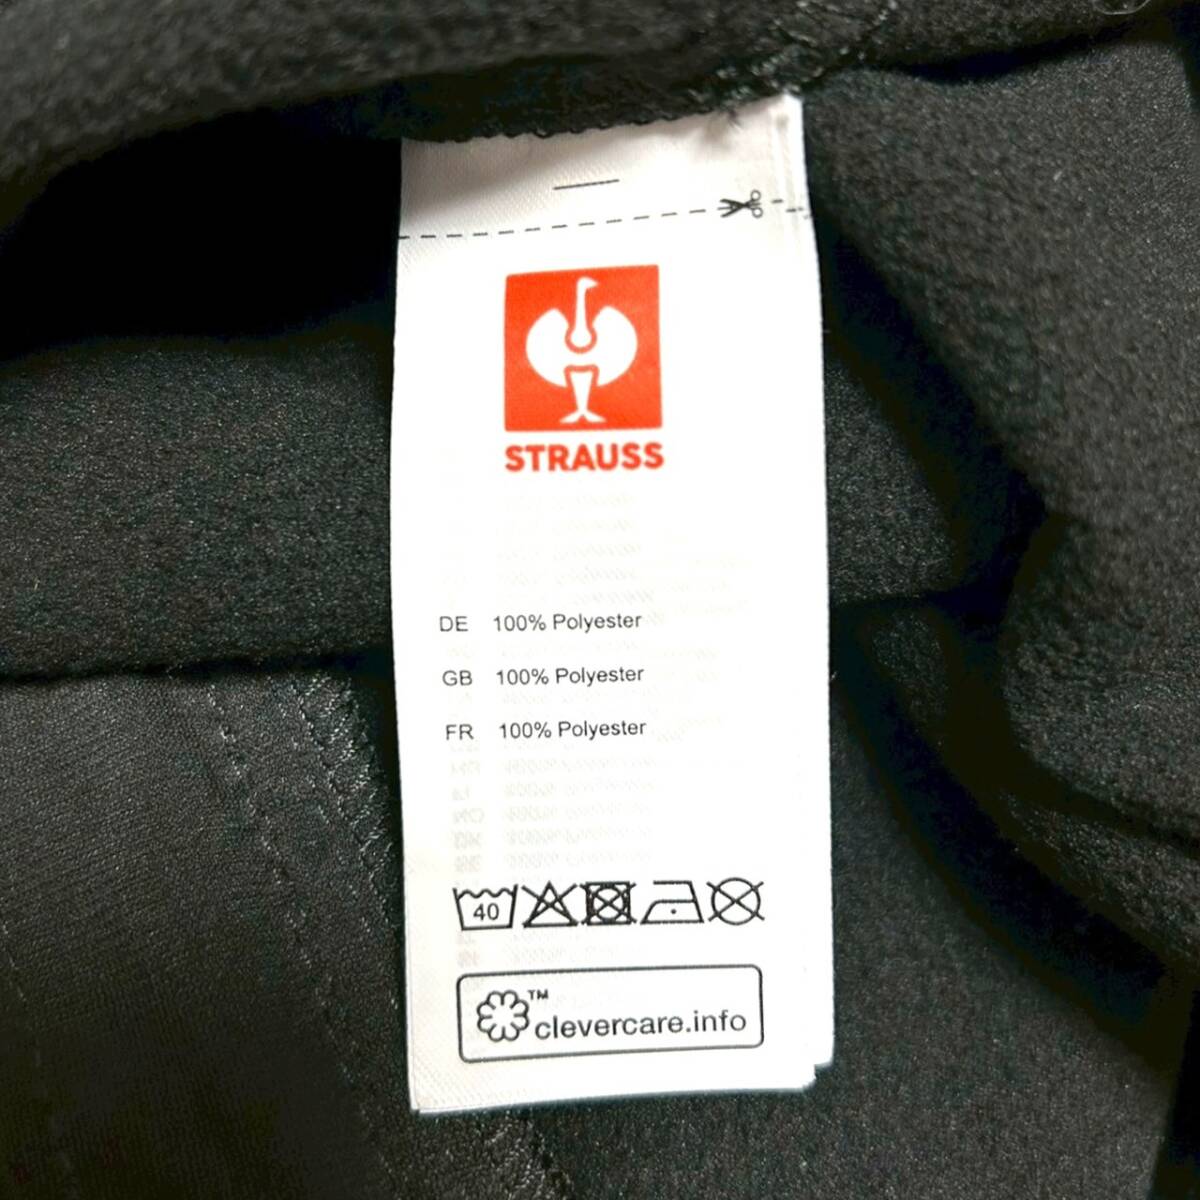 STRAUSS
DE 100% Polyester
GB 100% Polyester
FR 100% Polyester
40
™ clevercare.info